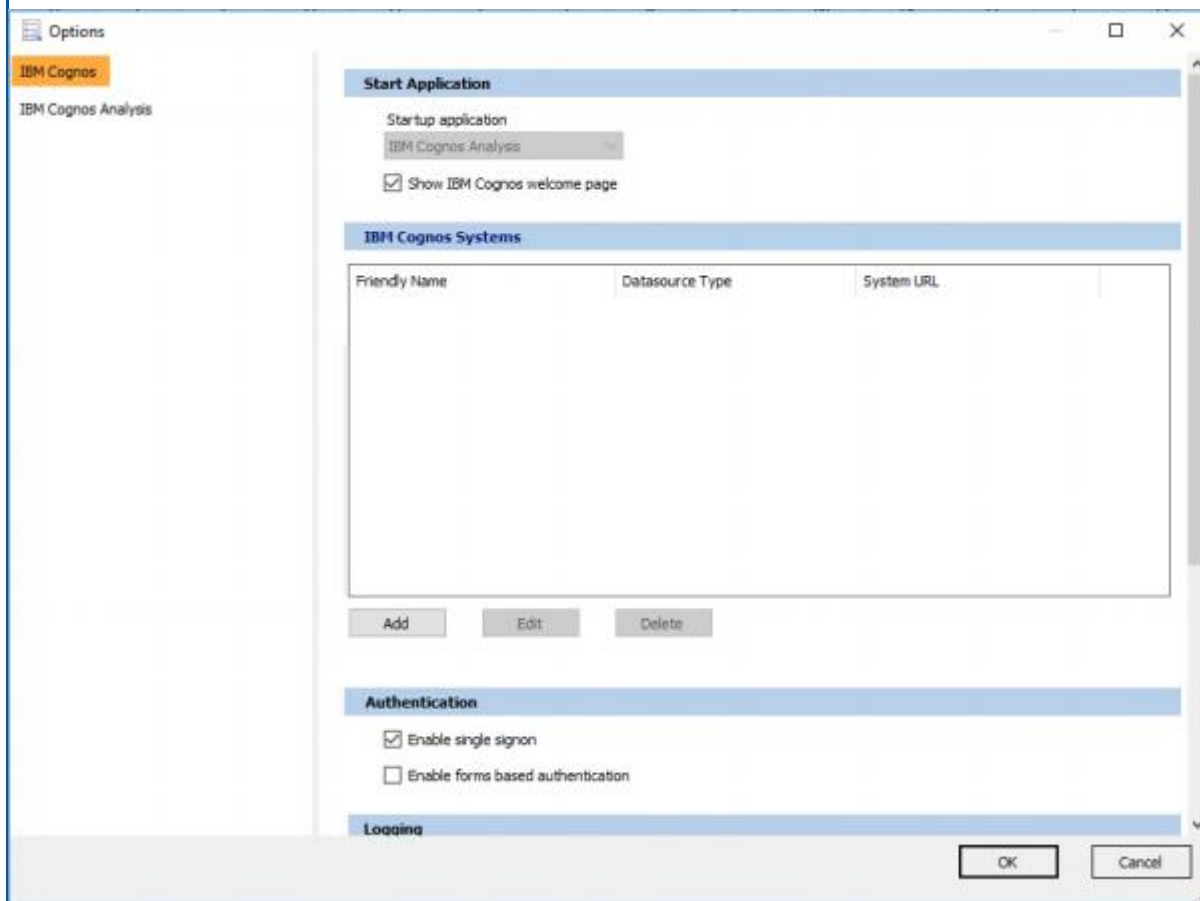 Options
IBM Cognos
IBM Cognos Analysis
Start Application
Startup application
IBM Cognos Analysis
Show IBM Cognos welcome page
IBM Cognos Systems
Friendly Name Datasource Type System URL
Add Edit Delete
Authentication
Enable single signon
Enable forms based authentication
Logging
OK Cancel